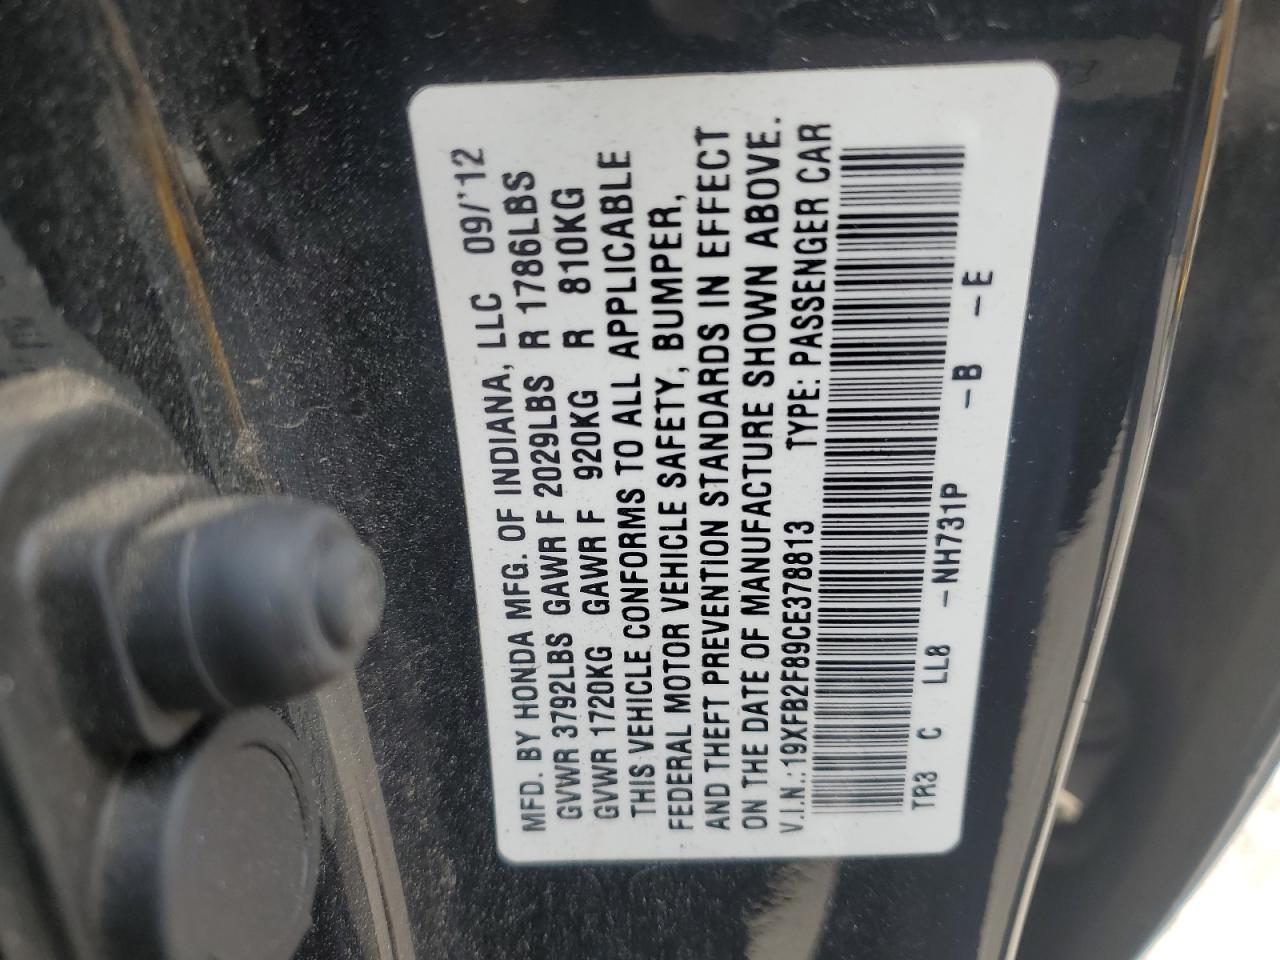 MFD. BY HONDA MFG. OF INDIANA, LLC 09/'12
GVWR 3792LBS GAWR F 2029LBS R 1786LBS
GVWR 1720KG GAWR F 920KG R 810KG
THIS VEHICLE CONFORMS TO ALL APPLICABLE
FEDERAL MOTOR VEHICLE SAFETY, BUMPER,
AND THEFT PREVENTION STANDARDS IN EFFECT
ON THE DATE OF MANUFACTURE SHOWN ABOVE.
V.I.N.:19XFB2F89CE378813 TYPE: PASSENGER CAR
TR3 C LL8 -NH731P -B -E